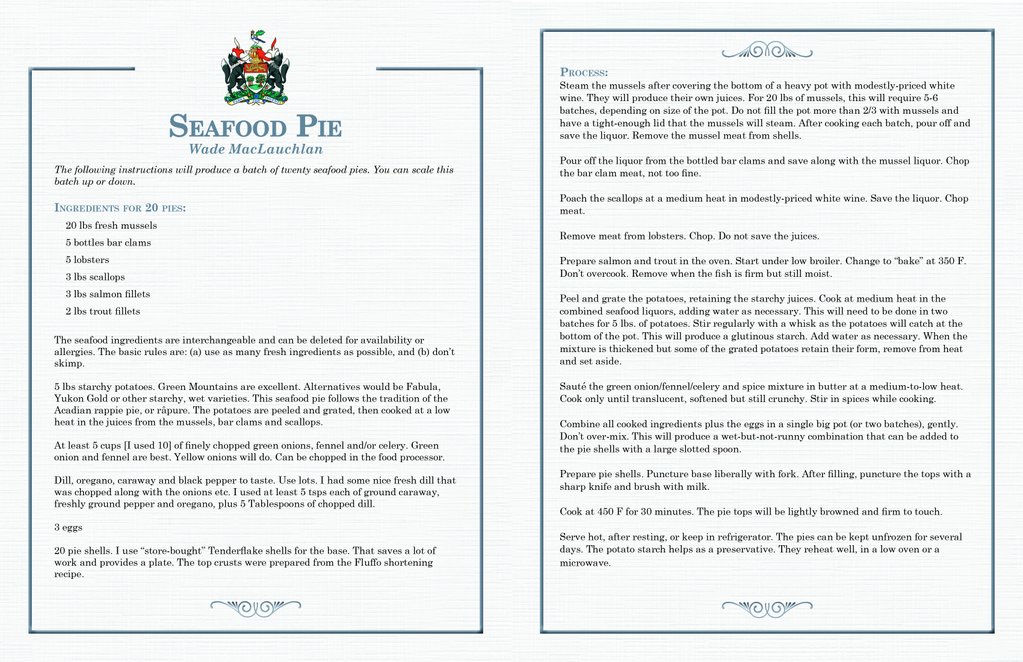 SEAFOOD PIE
Wade MacLauchlan
The following instructions will produce a batch of twenty seafood pies. You can scale this
batch up or down.
INGREDIENTS FOR 20 PIES:
20 lbs fresh mussels
5 bottles bar clams
5 lobsters
3 lbs scallops
3 lbs salmon fillets
2 lbs trout fillets
The seafood ingredients are interchangeable and can be deleted for availability or
allergies. The basic rules are: (a) use as many fresh ingredients as possible, and (b) don't
skimp.
5 lbs starchy potatoes. Green Mountains are excellent. Alternatives would be Fabula,
Yukon Gold or other starchy, wet varieties. This seafood pie follows the tradition of the
Acadian rappie pie, or râpure. The potatoes are peeled and grated, then cooked at a low
heat in the juices from the mussels, bar clams and scallops.
At least 5 cups [I used 10] of finely chopped green onions, fennel and/or celery. Green
onion and fennel are best. Yellow onions will do. Can be chopped in the food processor.
Dill, oregano, caraway and black pepper to taste. Use lots. I had some nice fresh dill that
was chopped along with the onions etc. I used at least 5 tsps each of ground caraway,
freshly ground pepper and oregano, plus 5 Tablespoons of chopped dill.
3 eggs
20 pie shells. I use “store-bought” Tenderflake shells for the base. That saves a lot of
work and provides a plate. The top crusts were prepared from the Fluffo shortening
recipe.
PROCESS:
Steam the mussels after covering the bottom of a heavy pot with modestly-priced white
wine. They will produce their own juices. For 20 lbs of mussels, this will require 5-6
batches, depending on size of the pot. Do not fill the pot more than 2/3 with mussels and
have a tight-enough lid that the mussels will steam. After cooking each batch, pour off and
save the liquor. Remove the mussel meat from shells.
Pour off the liquor from the bottled bar clams and save along with the mussel liquor. Chop
the bar clam meat, not too fine.
Poach the scallops at a medium heat in modestly-priced white wine. Save the liquor. Chop
meat.
Remove meat from lobsters. Chop. Do not save the juices.
Prepare salmon and trout in the oven. Start under low broiler. Change to “bake” at 350 F.
Don't overcook. Remove when the fish is firm but still moist.
Peel and grate the potatoes, retaining the starchy juices. Cook at medium heat in the
combined seafood liquors, adding water as necessary. This will need to be done in two
batches for 5 lbs. of potatoes. Stir regularly with a whisk as the potatoes will catch at the
bottom of the pot. This will produce a glutinous starch. Add water as necessary. When the
mixture is thickened but some of the grated potatoes retain their form, remove from heat
and set aside.
Sauté the green onion/fennel/celery and spice mixture in butter at a medium-to-low heat.
Cook only until translucent, softened but still crunchy. Stir in spices while cooking.
Combine all cooked ingredients plus the eggs in a single big pot (or two batches), gently.
Don't over-mix. This will produce a wet-but-not-runny combination that can be added to
the pie shells with a large slotted spoon.
Prepare pie shells. Puncture base liberally with fork. After filling, puncture the tops with a
sharp knife and brush with milk.
Cook at 450 F for 30 minutes. The pie tops will be lightly browned and firm to touch.
Serve hot, after resting, or keep in refrigerator. The pies can be kept unfrozen for several
days. The potato starch helps as a preservative. They reheat well, in a low oven or a
microwave.